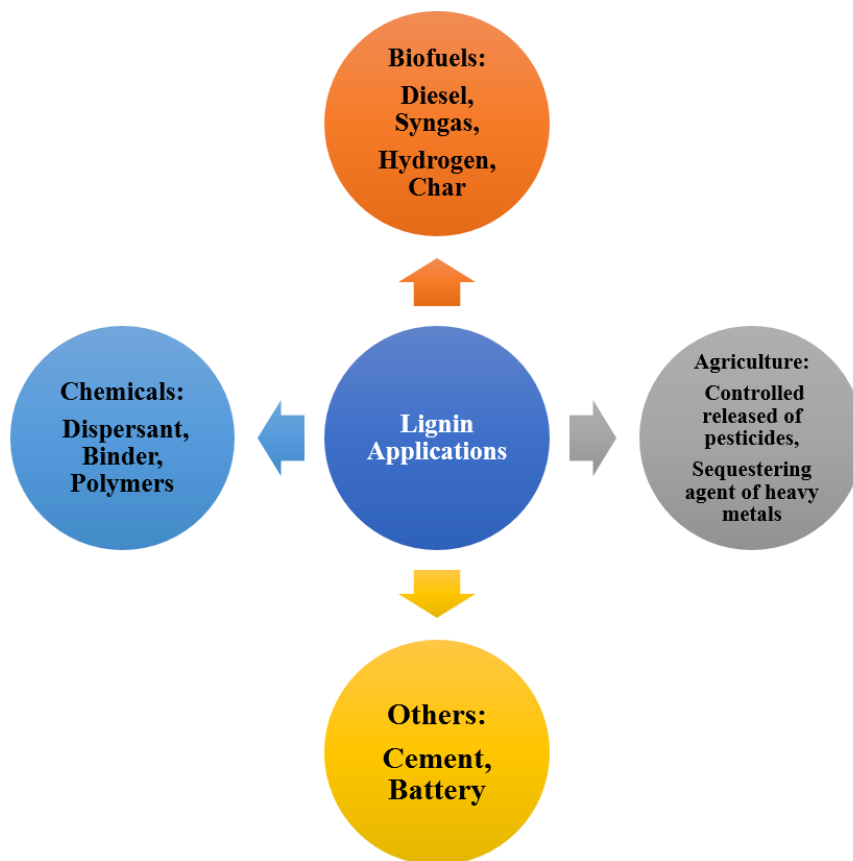 Biofuels:
Diesel,
Syngas,
Hydrogen,
Char
Chemicals:
Dispersant,
Binder,
Polymers
Lignin
Applications
Agriculture:
Controlled
released of
pesticides,
Sequestering
agent of heavy
metals
Others:
Cement,
Battery